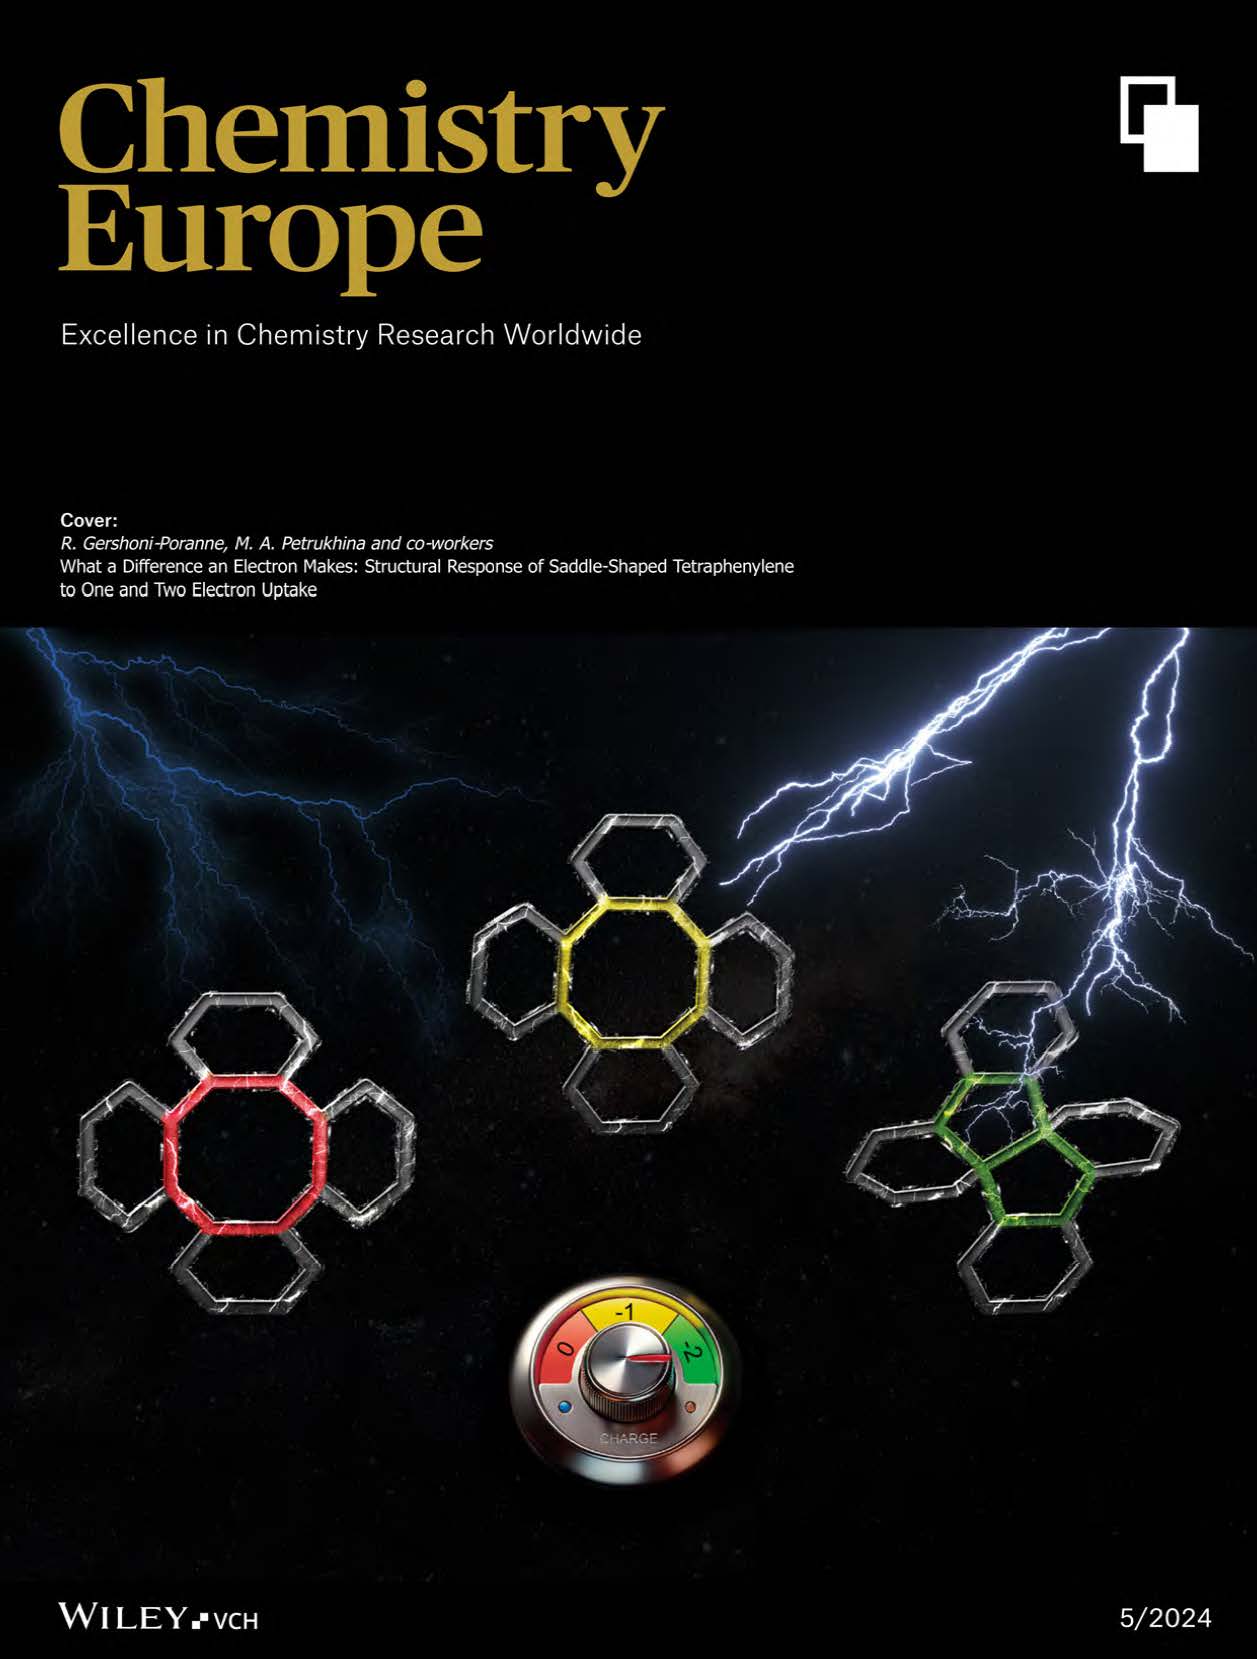 Chemistry
Europe
Excellence in Chemistry Research Worldwide
Cover:
R. Gershoni-Poranne, M. A. Petrukhina and co-workers
What a Difference an Electron Makes: Structural Response of Saddle-Shaped Tetraphenylene
to One and Two Electron Uptake
0
-1
-2
CHARGE
WILEY VCH
5/2024